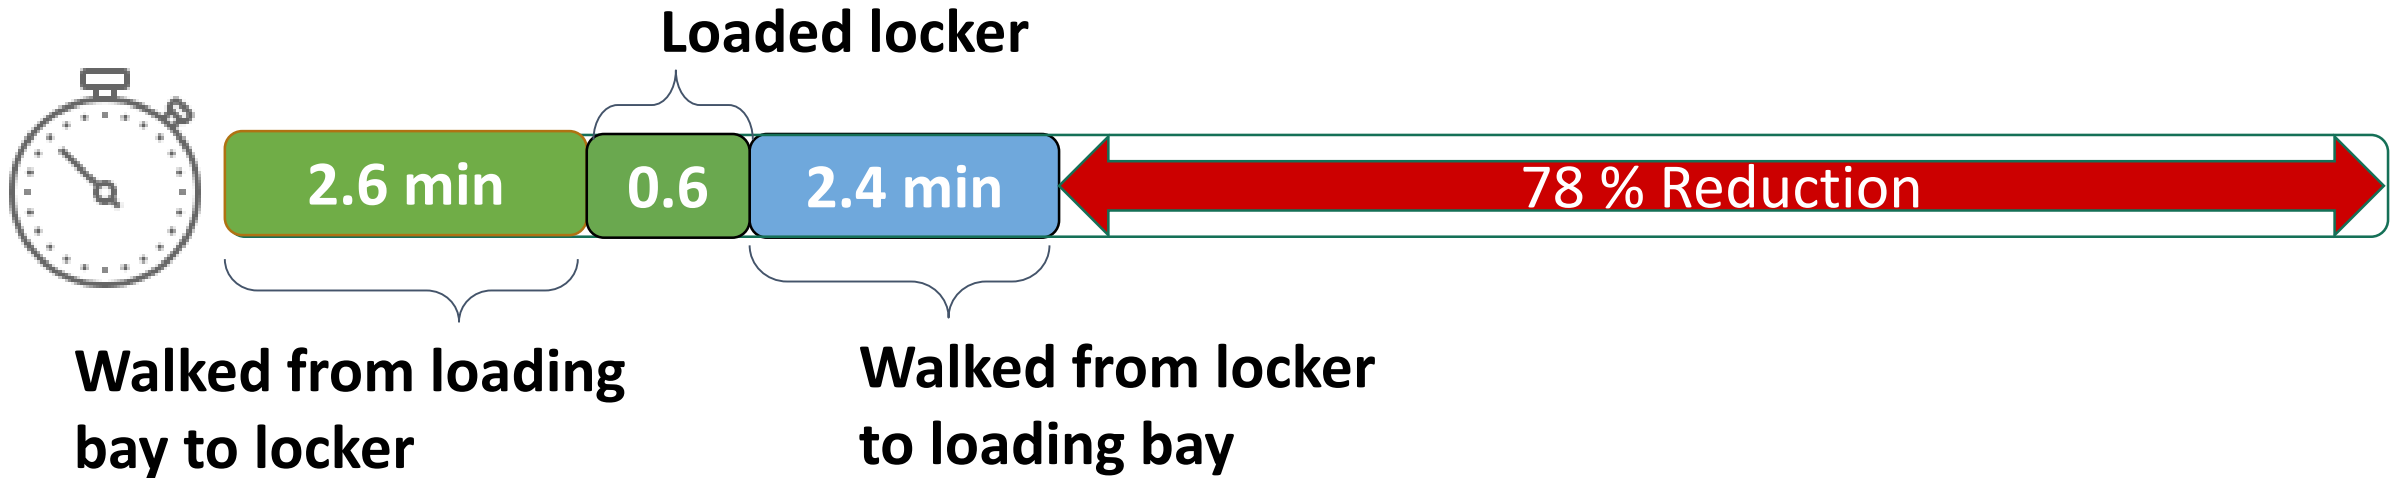 Loaded locker
2.6 min
0.6
2.4 min
78 % Reduction
Walked from loading
bay to locker
Walked from locker
to loading bay